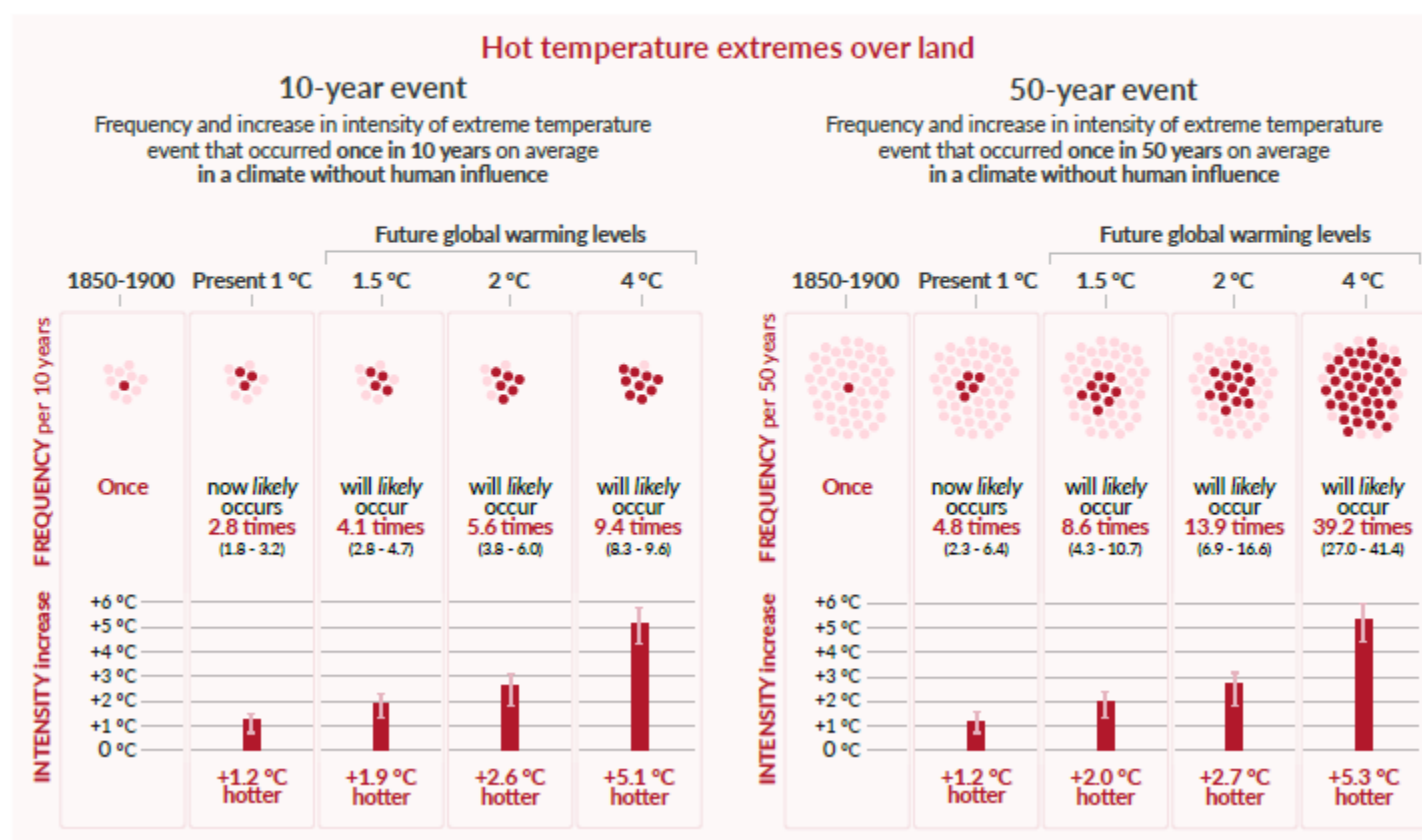 Hot temperature extremes over land
10-year event
Frequency and increase in intensity of extreme temperature
event that occurred once in 10 years on average
in a climate without human influence
Future global warming levels
1850-1900 Present 1 °C 1.5 °C 2 °C 4 °C
FREQUENCY per 10 years
Once
now likely
occurs
2.8 times
(1.8 - 3.2)
will likely
occur
4.1 times
(2.8 - 4.7)
will likely
occur
5.6 times
(3.8 - 6.0)
will likely
occur
9.4 times
(8.3 - 9.6)
INTENSITY increase
+6 °C
+5 °C
+4 °C
+3 °C
+2 °C
+1 °C
0 °C
+1.2 °C
hotter
+1.9 °C
hotter
+2.6 °C
hotter
+5.1 °C
hotter
50-year event
Frequency and increase in intensity of extreme temperature
event that occurred once in 50 years on average
in a climate without human influence
Future global warming levels
1850-1900 Present 1 °C 1.5 °C 2 °C 4 °C
FREQUENCY per 50 years
Once
now likely
occurs
4.8 times
(2.3 - 6.4)
will likely
occur
8.6 times
(4.3 - 10.7)
will likely
occur
13.9 times
(6.9 - 16.6)
will likely
occur
39.2 times
(27.0 - 41.4)
INTENSITY increase
+6 °C
+5 °C
+4 °C
+3 °C
+2 °C
+1 °C
0 °C
+1.2 °C
hotter
+2.0 °C
hotter
+2.7 °C
hotter
+5.3 °C
hotter